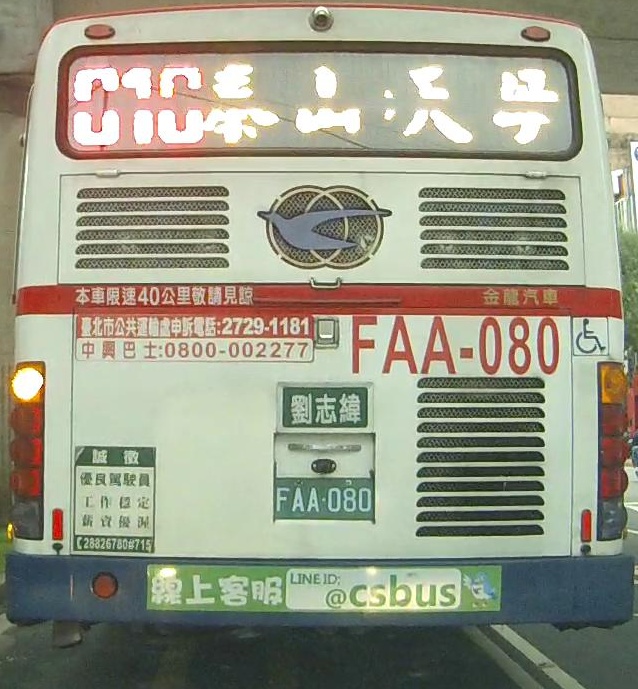 泰山
本車限速40公里敬請見諒
金龍汽車
臺北市公共運輸處申訴電話:2729-1181
中興巴士:0800-002277
FAA-080
劉志緯
FAA-080
誠徵
優良駕駛員
工作穩定
薪資優渥
28826780#715
線上客服
LINE ID:
@csbus